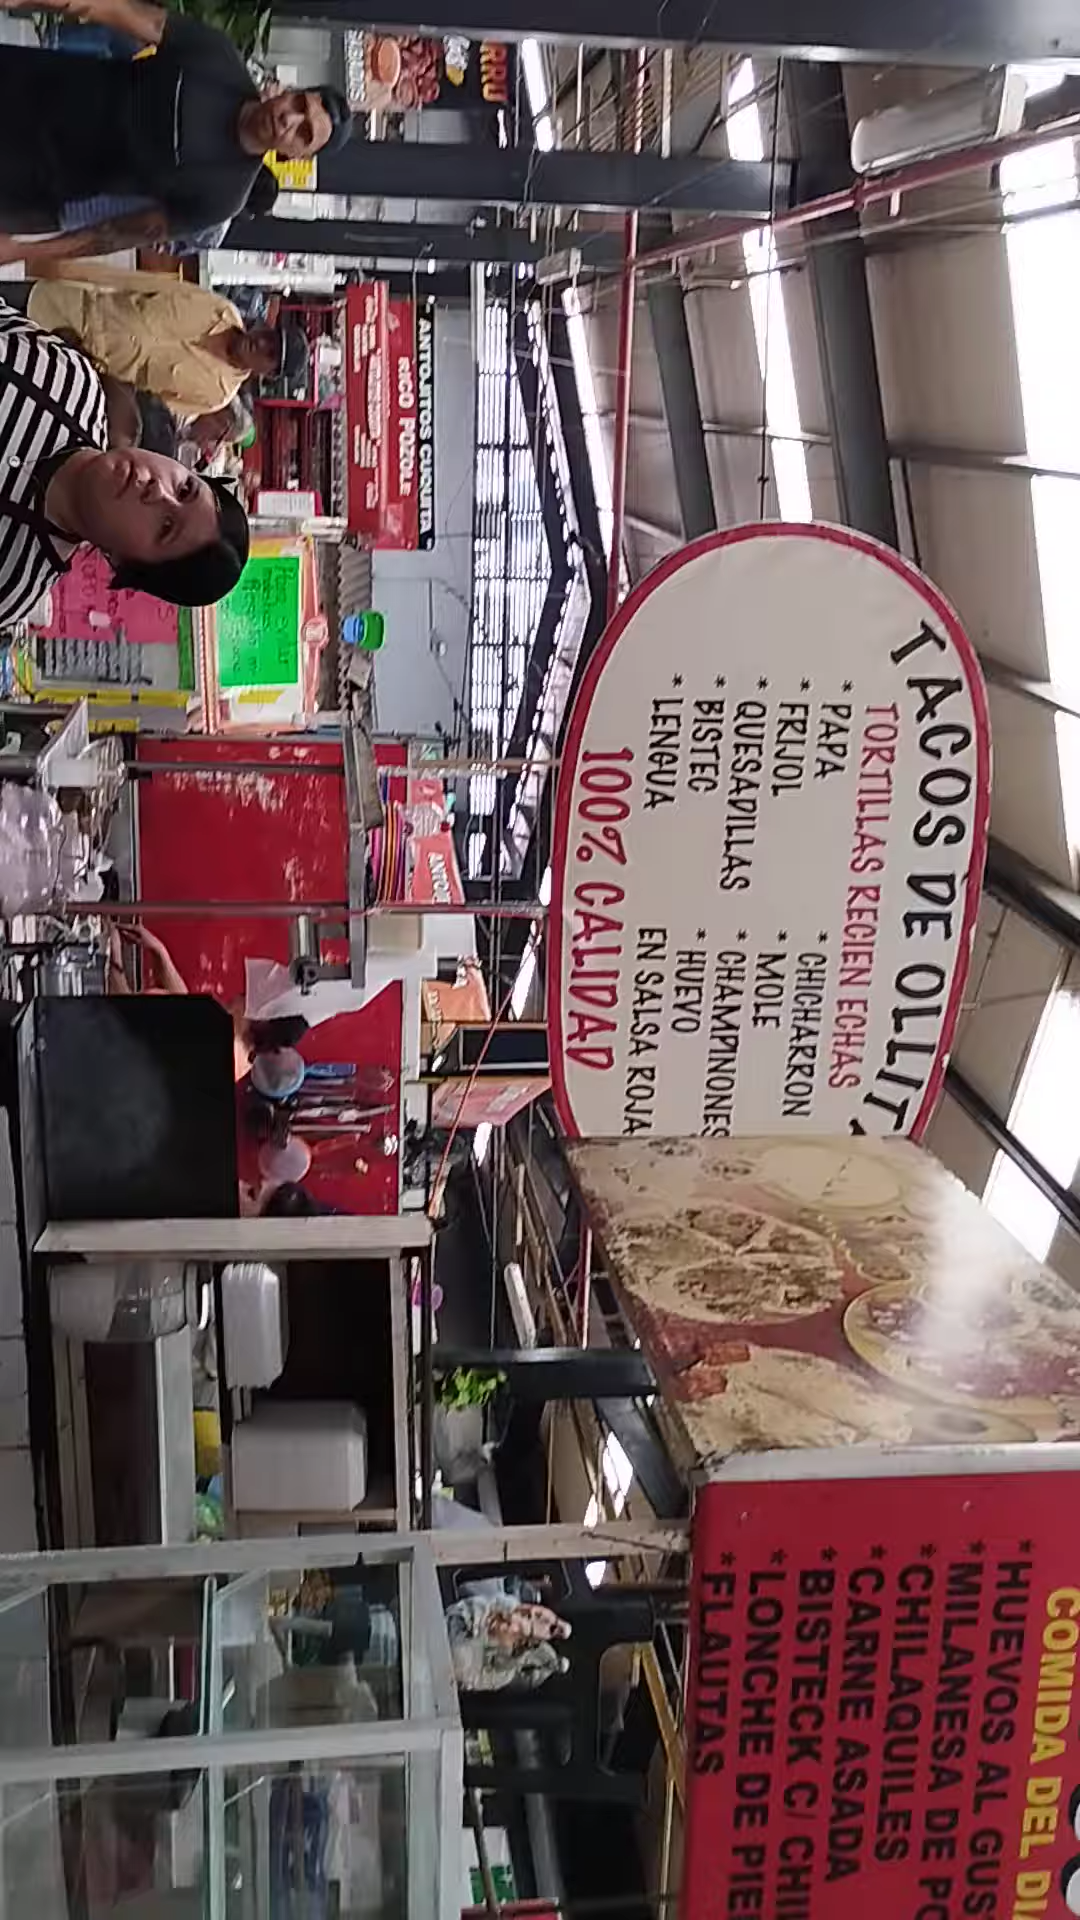 ANTOJITOS CUQUITA
RICO POZOLE
TACOS DE OLLIT
TORTILLAS RECIEN ECHAS
* PAPA
* FRIJOL
* QUESADILLAS
* BISTEC
* LENGUA
* CHICHARRON
* MOLE
* CHAMPINONES
* HUEVO
EN SALSA ROJA
100% CALIDAD
COMIDA DEL DI
* HUEVOS AL GUS
* MILANESA DE PO
* CHILAQUILES
* CARNE ASADA
* BISTECK C/ CHI
* LONCHE DE PIE
* FLAUTAS